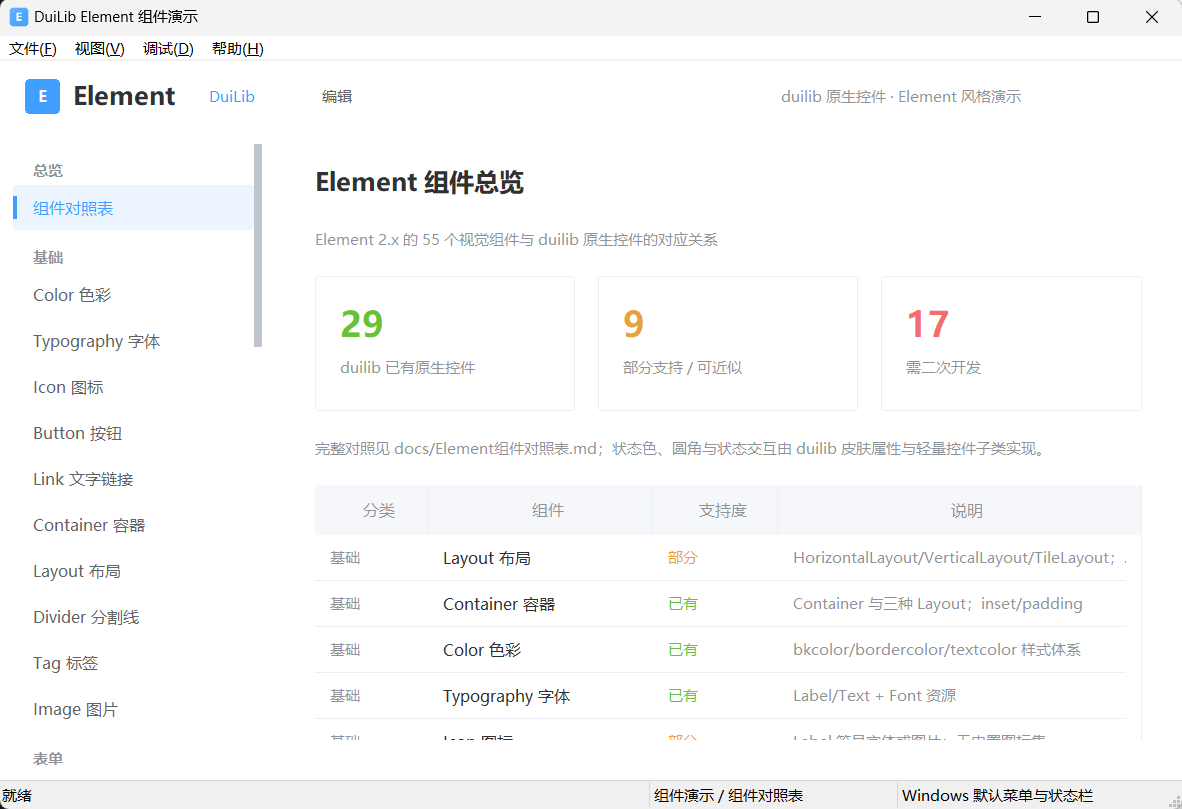 E DuiLib Element 组件演示
文件(F) 视图(V) 调试(D) 帮助(H)
E Element DuiLib 编辑 duilib 原生控件 · Element 风格演示
总览
组件对照表
基础
Color 色彩
Typography 字体
Icon 图标
Button 按钮
Link 文字链接
Container 容器
Layout 布局
Divider 分割线
Tag 标签
Image 图片
表单
Element 组件总览
Element 2.x 的 55 个视觉组件与 duilib 原生控件的对应关系
29 9 17
duilib 已有原生控件 部分支持 / 可近似 需二次开发
完整对照见 docs/Element组件对照表.md；状态色、圆角与状态交互由 duilib 皮肤属性与轻量控件子类实现。
分类 组件 支持度 说明
基础 Layout 布局 部分 HorizontalLayout/VerticalLayout/TileLayout；.
基础 Container 容器 已有 Container 与三种 Layout；inset/padding
基础 Color 色彩 已有 bkcolor/bordercolor/textcolor 样式体系
基础 Typography 字体 已有 Label/Text + Font 资源
基础 Icon 图标 部分
就绪 组件演示 / 组件对照表 Windows 默认菜单与状态栏